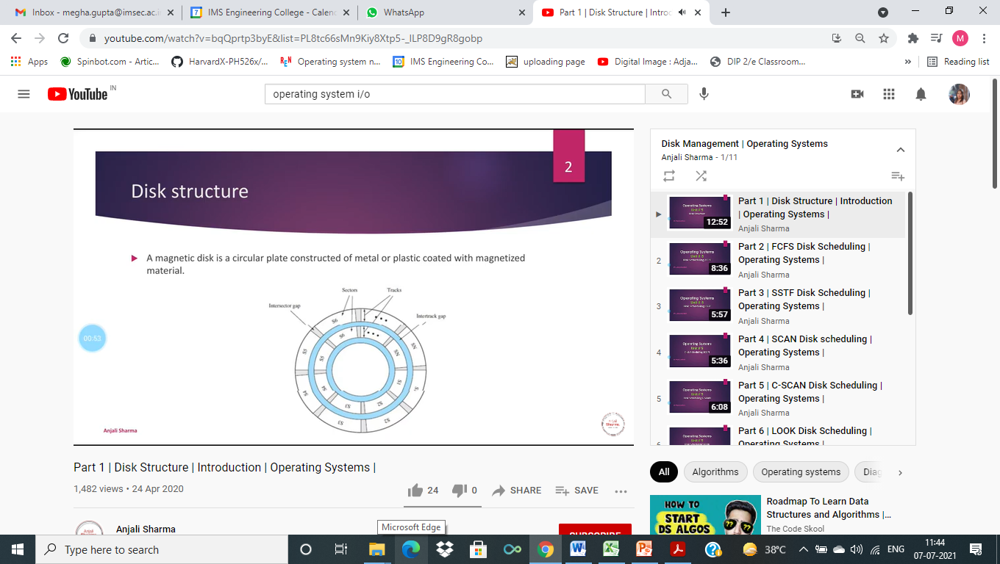 Inbox - megha.gupta@imsec.ac.i
IMS Engineering College - Calenc
WhatsApp
Part 1 | Disk Structure | Introd
youtube.com/watch?v=bqQprtp3byE&list=PL8tc66sMn9Kiy8Xtp5-_ILP8D9gR8gobp
M
Apps
Spinbot.com - Artic...
HarvardX-PH526x/...
Operating system n...
IMS Engineering Co...
uploading page
Digital Image : Adja...
DIP 2/e Classroom...
»
Reading list
YouTube IN
operating system i/o
2
Disk structure
A magnetic disk is a circular plate constructed of metal or plastic coated with magnetized
material.
Sectors
Tracks
Intersector gap
Intertrack gap
S6
S6
SN
SN
S5
S5
S1
S4
S4
S3
S2
S3
S2
00:53
Anjali Sharma
Disk Management | Operating Systems
Anjali Sharma - 1/11
12:52
Part 1 | Disk Structure | Introduction
| Operating Systems |
Anjali Sharma
2
8:36
Part 2 | FCFS Disk Scheduling |
Operating Systems |
Anjali Sharma
3
5:57
Part 3 | SSTF Disk Scheduling |
Operating Systems |
Anjali Sharma
4
5:36
Part 4 | SCAN Disk scheduling |
Operating Systems |
Anjali Sharma
5
6:08
Part 5 | C-SCAN Disk Scheduling |
Operating Systems |
Anjali Sharma
Part 6 | LOOK Disk Scheduling |
Operating Systems |
Part 1 | Disk Structure | Introduction | Operating Systems |
1,482 views • 24 Apr 2020
24
0
SHARE
SAVE
All
Algorithms
Operating systems
Diag
HOW TO
START
DS ALGOS
??
??
Roadmap To Learn Data
Structures and Algorithms |...
The Code Skool
Anjali Sharma
SUBSCRIBE
Microsoft Edge
Type here to search
38°C
ENG
11:44
07-07-2021